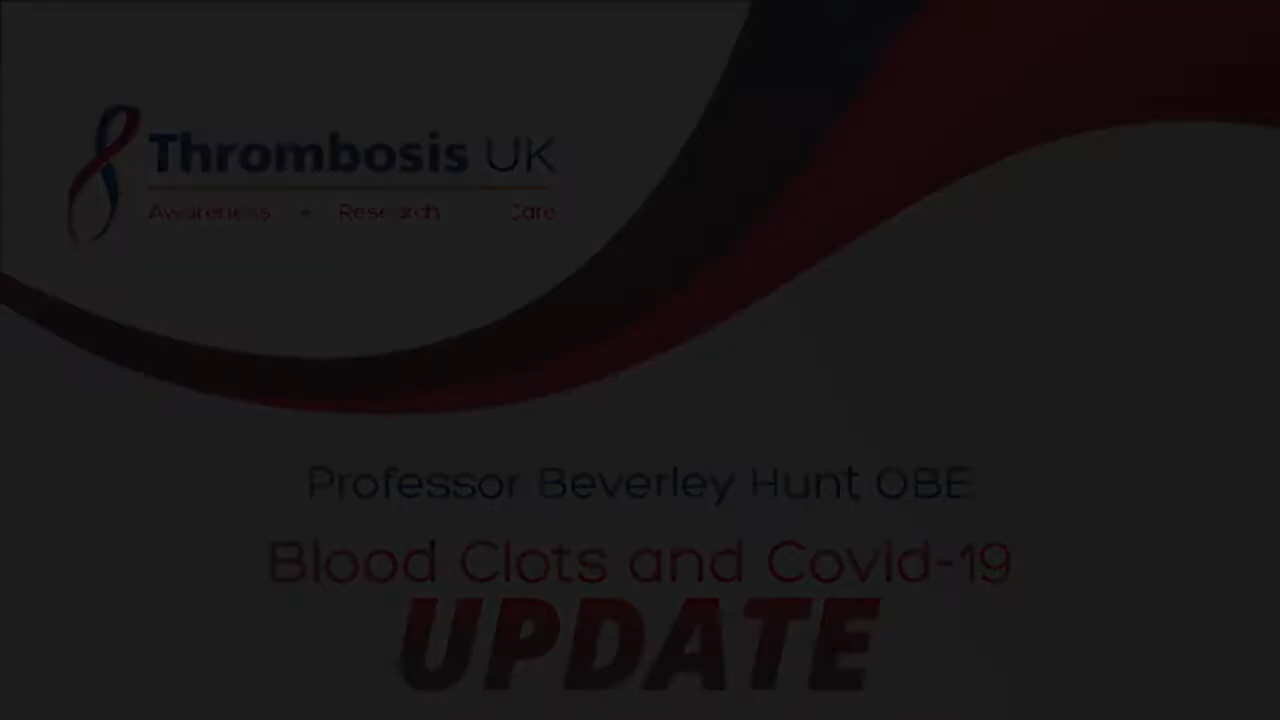 Thrombosis UK
Awareness • Research Care
Professor Beverley Hunt OBE
Blood Clots and Covid-19
UPDATE